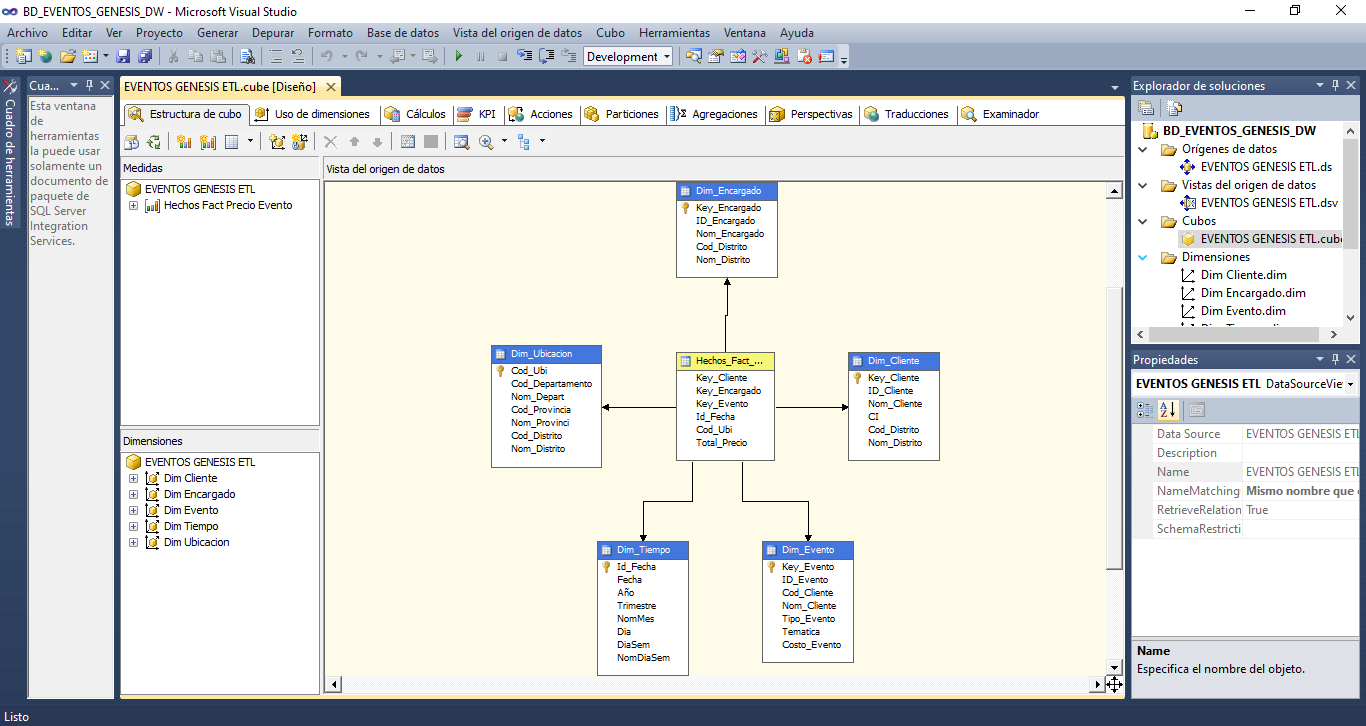 BD_EVENTOS_GENESIS_DW - Microsoft Visual Studio
Archivo Editar Ver Proyecto Generar Depurar Formato Base de datos Vista del origen de datos Cubo Herramientas Ventana Ayuda
Development
Cuadro de herramientas
Cua...
Esta ventana
de
herramientas
la puede usar
solamente un
documento de
paquete de
SQL Server
Integration
Services.
EVENTOS GENESIS ETL.cube [Diseño]
Estructura de cubo Uso de dimensiones Cálculos KPI Acciones Particiones Agregaciones Perspectivas Traducciones Examinador
Medidas
EVENTOS GENESIS ETL
Hechos Fact Precio Evento
Dimensiones
EVENTOS GENESIS ETL
Dim Cliente
Dim Encargado
Dim Evento
Dim Tiempo
Dim Ubicacion
Vista del origen de datos
Dim_Encargado
Key_Encargado
ID_Encargado
Nom_Encargado
Cod_Distrito
Nom_Distrito
Dim_Ubicacion
Cod_Ubi
Cod_Departamento
Nom_Depart
Cod_Provincia
Nom_Provinci
Cod_Distrito
Nom_Distrito
Hechos_Fact_...
Key_Cliente
Key_Encargado
Key_Evento
Id_Fecha
Cod_Ubi
Total_Precio
Dim_Cliente
Key_Cliente
ID_Cliente
Nom_Cliente
CI
Cod_Distrito
Nom_Distrito
Dim_Tiempo
Id_Fecha
Fecha
Año
Trimestre
NomMes
Dia
DiaSem
NomDiaSem
Dim_Evento
Key_Evento
ID_Evento
Cod_Cliente
Nom_Cliente
Tipo_Evento
Tematica
Costo_Evento
Explorador de soluciones
BD_EVENTOS_GENESIS_DW
Orígenes de datos
EVENTOS GENESIS ETL.ds
Vistas del origen de datos
EVENTOS GENESIS ETL.dsv
Cubos
EVENTOS GENESIS ETL.cube
Dimensiones
Dim Cliente.dim
Dim Encargado.dim
Dim Evento.dim
Propiedades
EVENTOS GENESIS ETL DataSourceVie
Data Source EVENTOS GENESIS ETL
Description
Name EVENTOS GENESIS ETL
NameMatching Mismo nombre que
RetrieveRelation True
SchemaRestricti
Name
Especifica el nombre del objeto.
Listo